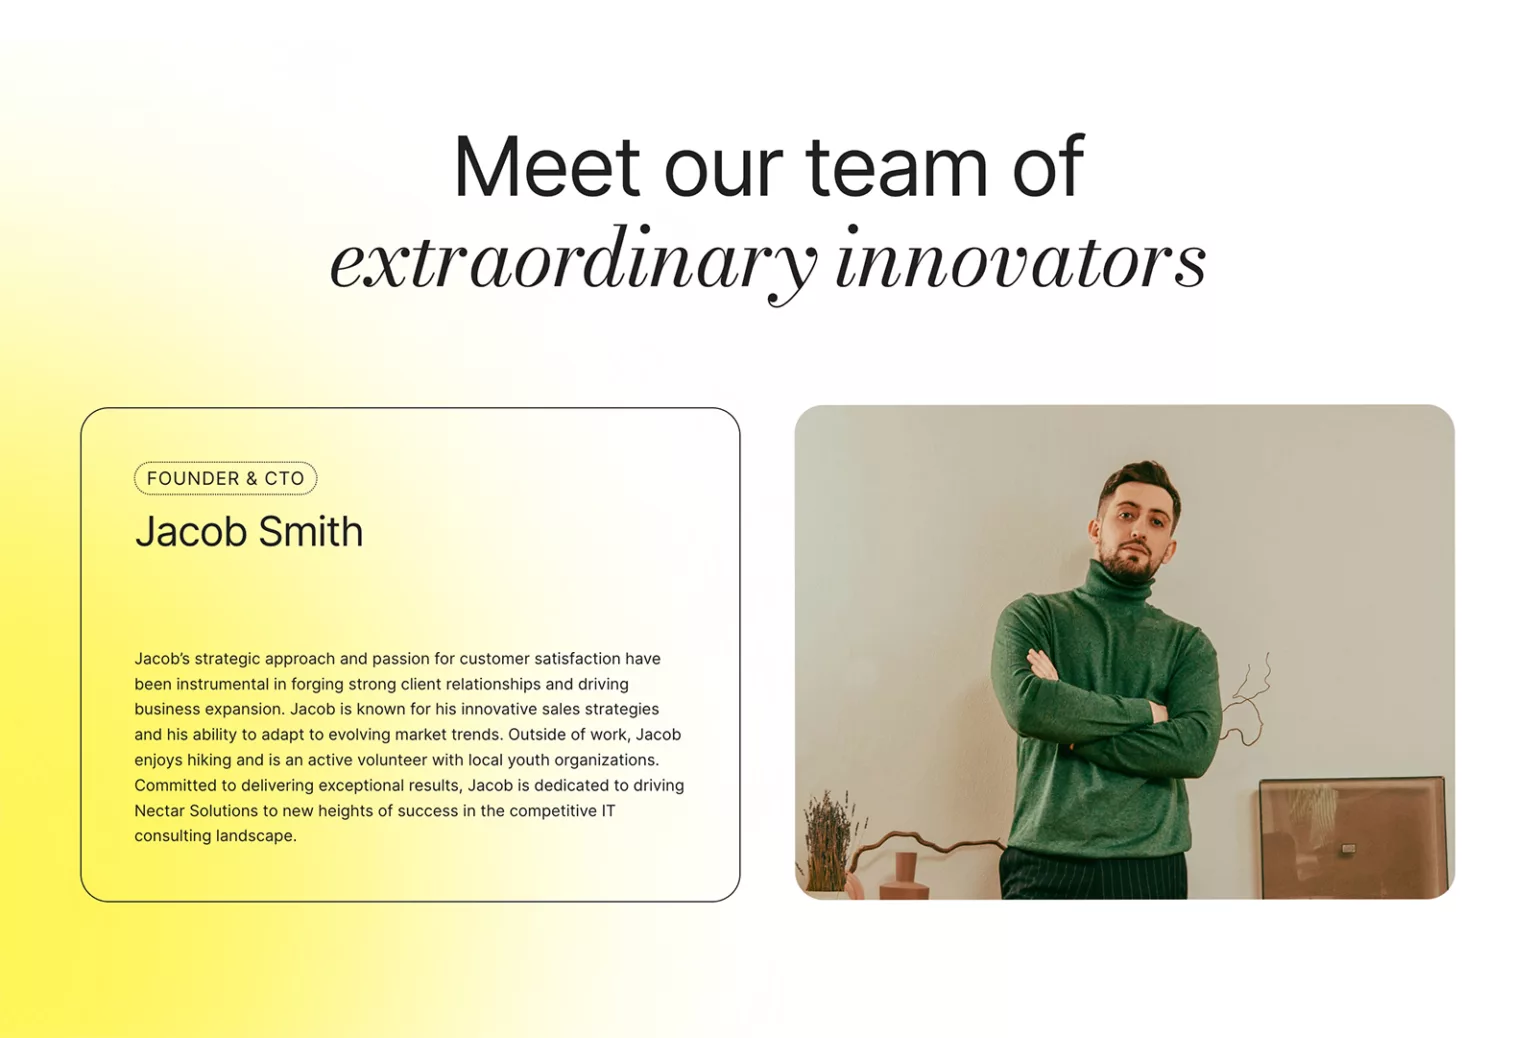 Meet our team of
extraordinary innovators
FOUNDER & CTO
Jacob Smith
Jacob’s strategic approach and passion for customer satisfaction have
been instrumental in forging strong client relationships and driving
business expansion. Jacob is known for his innovative sales strategies
and his ability to adapt to evolving market trends. Outside of work, Jacob
enjoys hiking and is an active volunteer with local youth organizations.
Committed to delivering exceptional results, Jacob is dedicated to driving
Nectar Solutions to new heights of success in the competitive IT
consulting landscape.